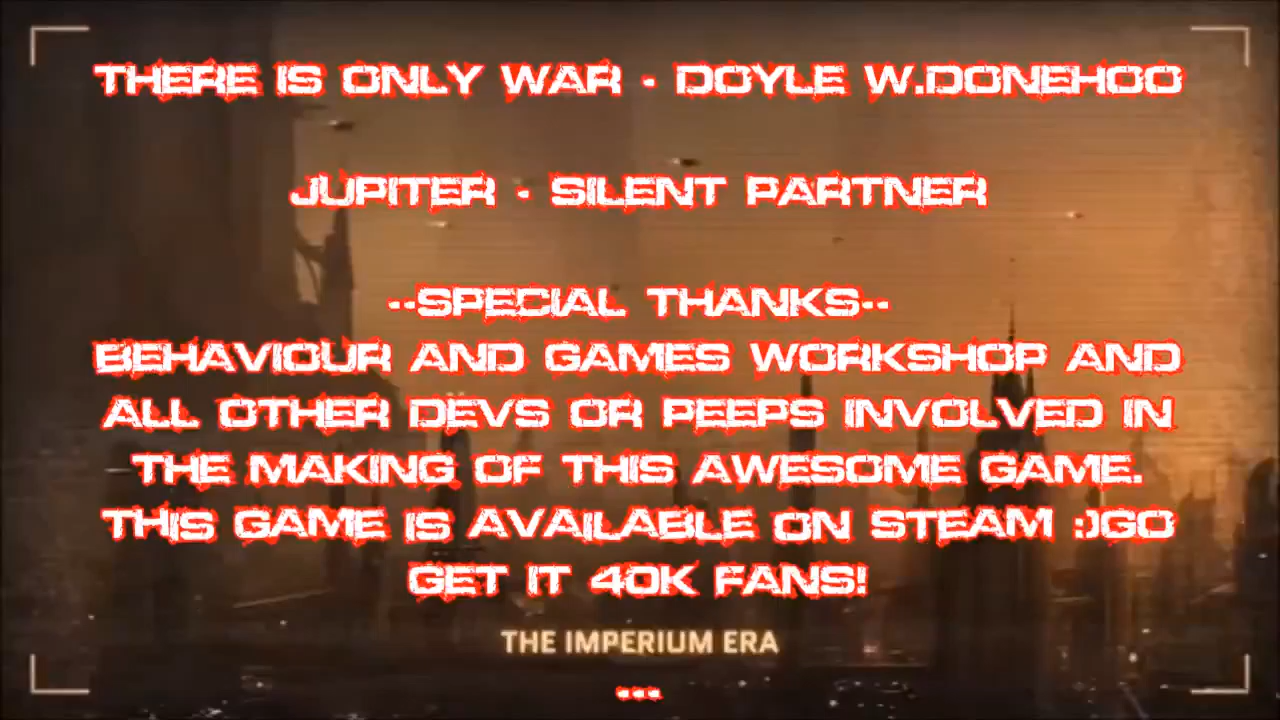 THERE IS ONLY WAR - DOYLE W.DONEHOO
JUPITER - SILENT PARTNER
--SPECIAL THANKS--
BEHAVIOUR AND GAMES WORKSHOP AND
ALL OTHER DEVS OR PEEPS INVOLVED IN
THE MAKING OF THIS AWESOME GAME.
THIS GAME IS AVAILABLE ON STEAM :)GO
GET IT 40K FANS!
THE IMPERIUM ERA
...